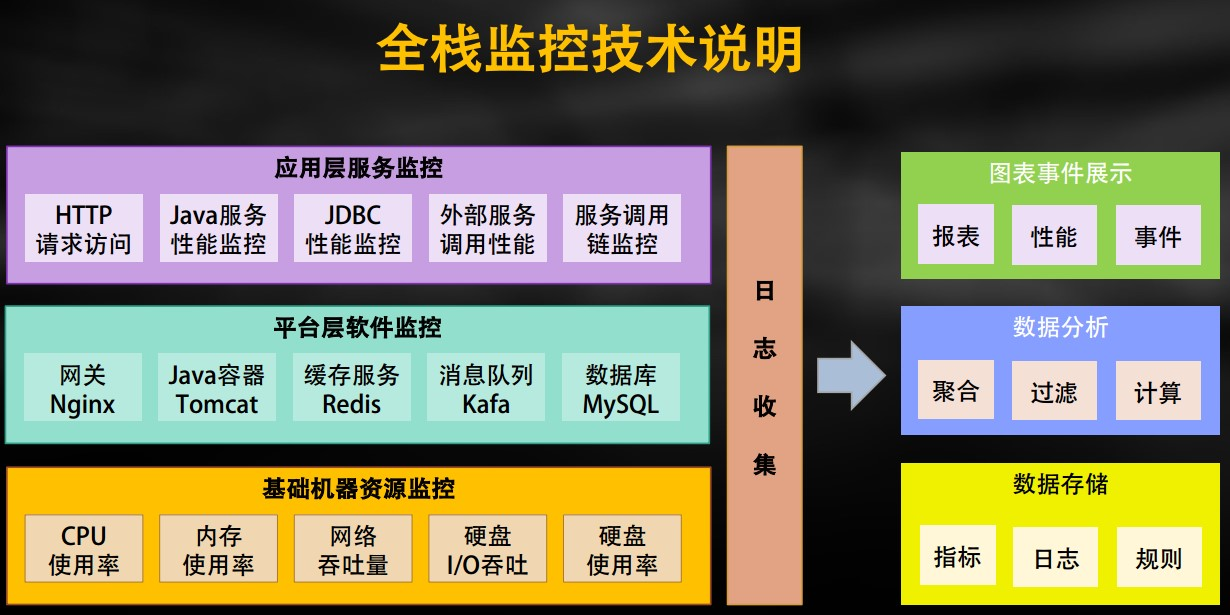 全栈监控技术说明
应用层服务监控
HTTP
请求访问
Java服务
性能监控
JDBC
性能监控
外部服务
调用性能
服务调用
链监控
平台层软件监控
网关
Nginx
Java容器
Tomcat
缓存服务
Redis
消息队列
Kafa
数据库
MySQL
基础机器资源监控
CPU
使用率
内存
使用率
网络
吞吐量
硬盘
I/O吞吐
硬盘
使用率
日
志
收
集
图表事件展示
报表
性能
事件
数据分析
聚合
过滤
计算
数据存储
指标
日志
规则